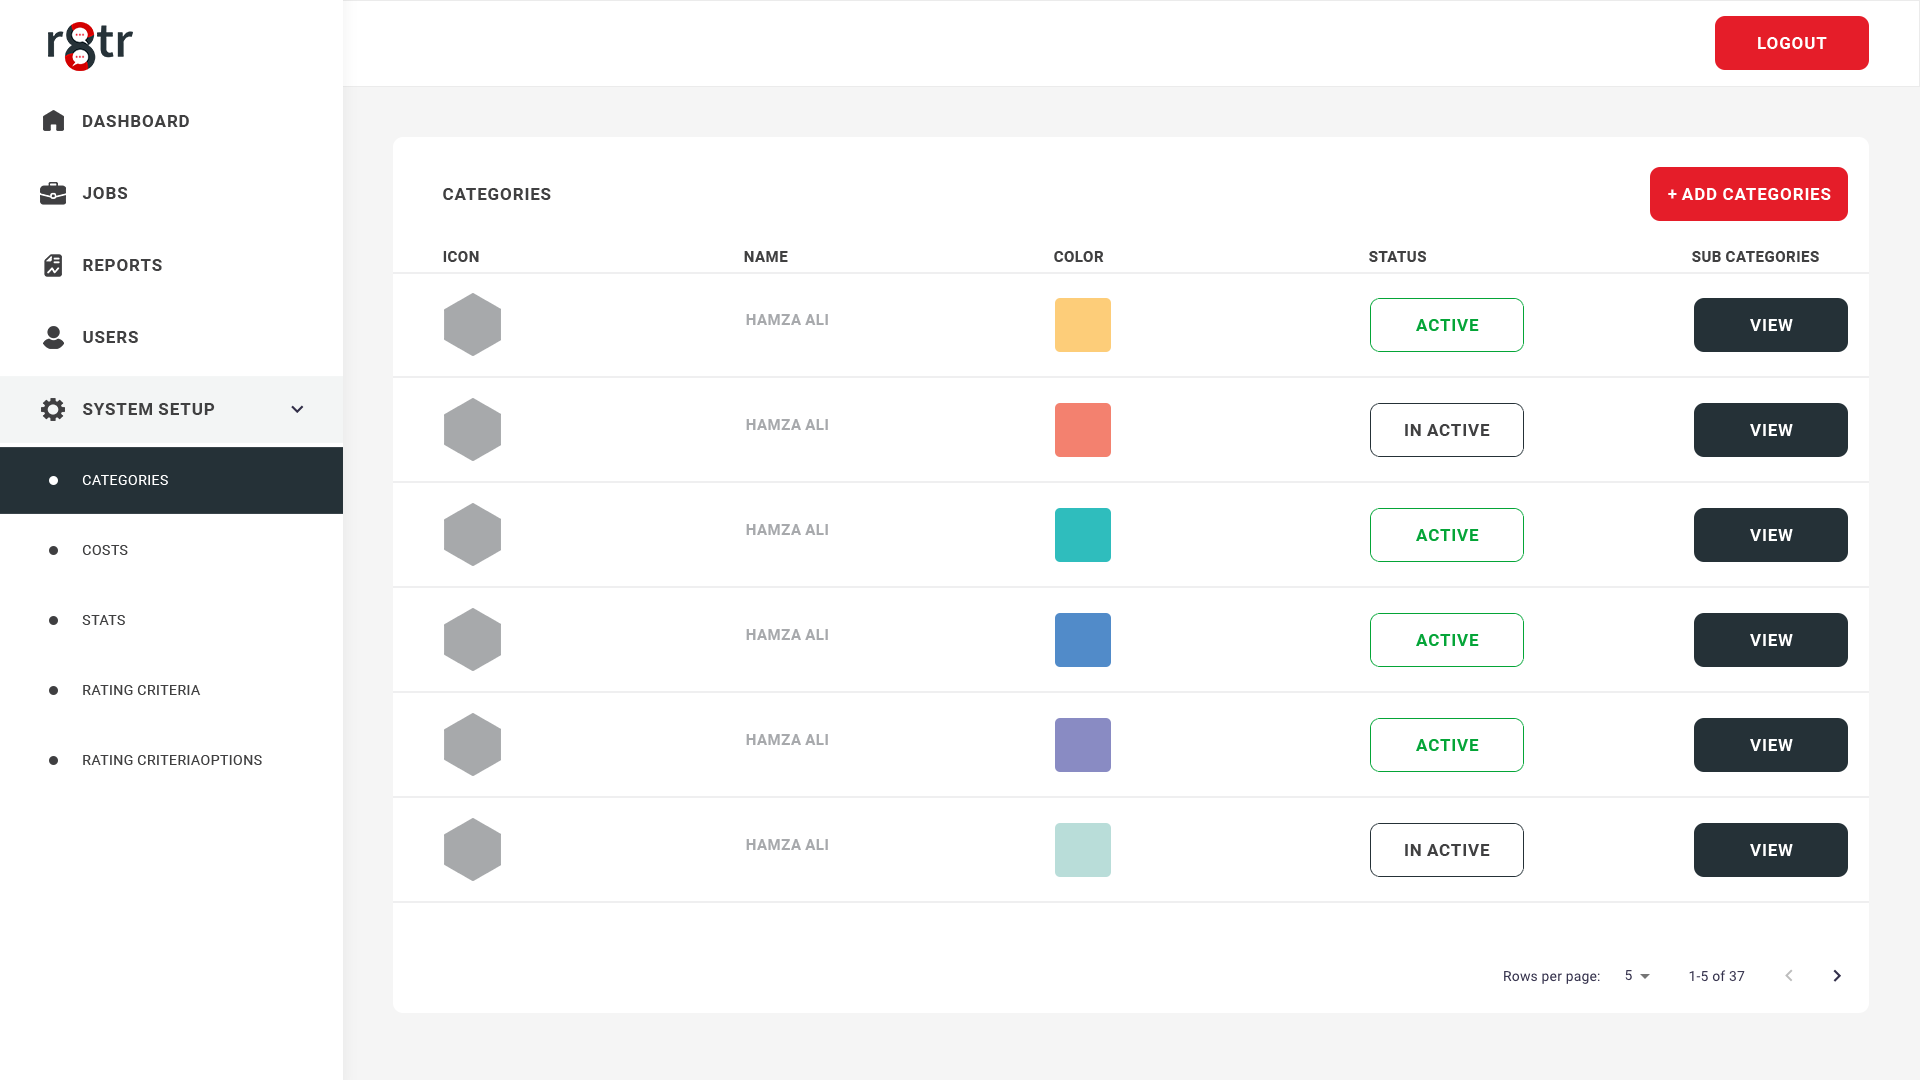 r8tr
LOGOUT
DASHBOARD
JOBS
REPORTS
USERS
SYSTEM SETUP
CATEGORIES
COSTS
STATS
RATING CRITERIA
RATING CRITERIAOPTIONS
CATEGORIES
+ ADD CATEGORIES
ICON NAME COLOR STATUS SUB CATEGORIES
HAMZA ALI ACTIVE VIEW
HAMZA ALI IN ACTIVE VIEW
HAMZA ALI ACTIVE VIEW
HAMZA ALI ACTIVE VIEW
HAMZA ALI ACTIVE VIEW
HAMZA ALI IN ACTIVE VIEW
Rows per page: 5 1-5 of 37